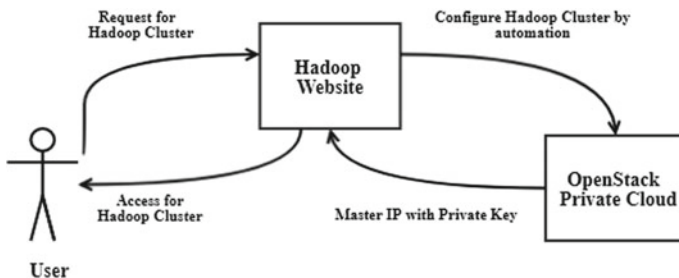 Request for
Hadoop Cluster
Configure Hadoop Cluster by
automation
Hadoop
Website
OpenStack
Private Cloud
Access for
Hadoop Cluster
Master IP with Private Key
User